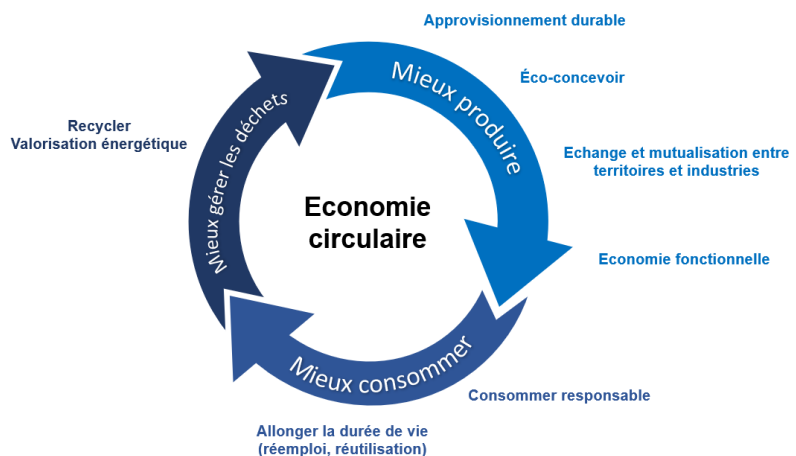 Approvisionnement durable
Mieux produire
Éco-concevoir
Echange et mutualisation entre
territoires et industries
Economie fonctionnelle
Economie
circulaire
Mieux consommer
Consommer responsable
Allonger la durée de vie
(réemploi, réutilisation)
Mieux gérer les déchets
Recycler
Valorisation énergétique